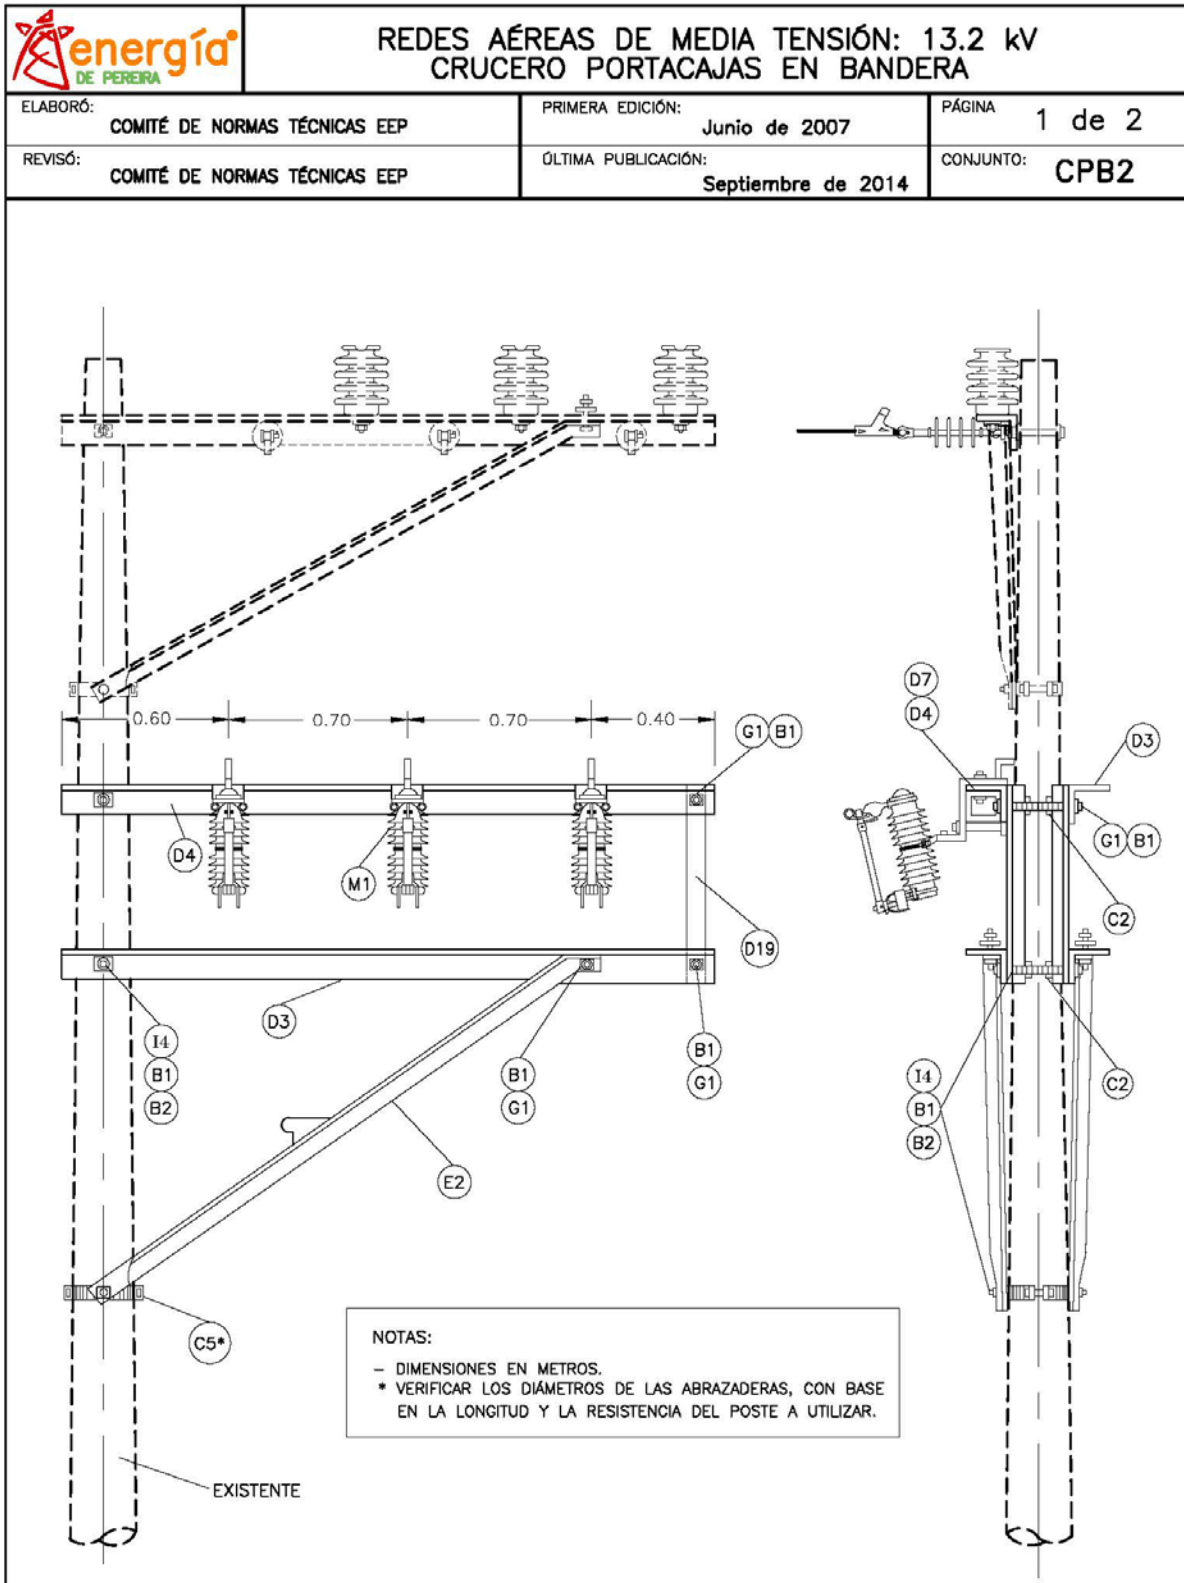 energía
DE PEREIRA
REDES AÉREAS DE MEDIA TENSIÓN: 13.2 kV
CRUCERO PORTACAJAS EN BANDERA
ELABORÓ:
COMITÉ DE NORMAS TÉCNICAS EEP
PRIMERA EDICIÓN:
Junio de 2007
PÁGINA
1 de 2
REVISÓ:
COMITÉ DE NORMAS TÉCNICAS EEP
ÚLTIMA PUBLICACIÓN:
Septiembre de 2014
CONJUNTO:
CPB2
0.60
0.70
0.70
0.40
G1 B1
D4
M1
D19
D3
I4
B1
B2
B1
G1
B1
G1
E2
C5*
EXISTENTE
D7
D4
D3
G1 B1
C2
I4
B1
B2
C2
NOTAS:
– DIMENSIONES EN METROS.
* VERIFICAR LOS DIÁMETROS DE LAS ABRAZADERAS, CON BASE
EN LA LONGITUD Y LA RESISTENCIA DEL POSTE A UTILIZAR.